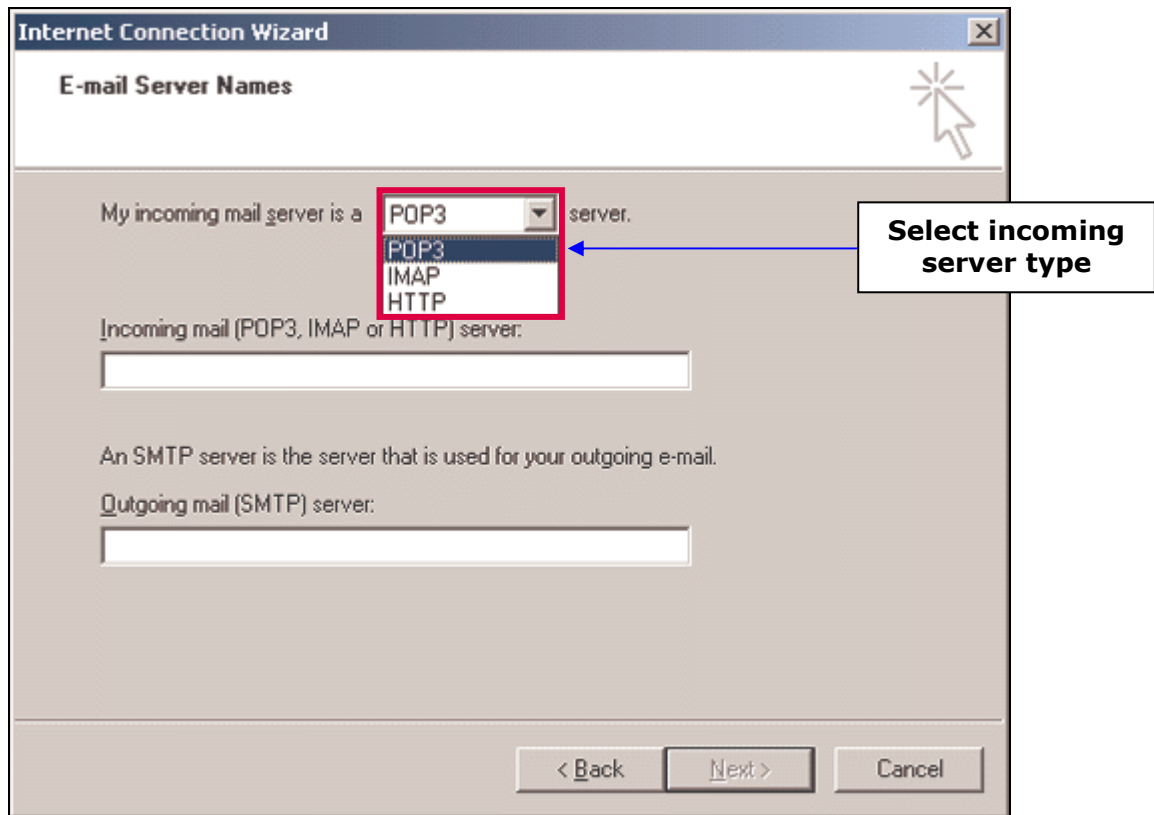 Internet Connection Wizard
E-mail Server Names
My incoming mail server is a POP3 server.
POP3
IMAP
HTTP
Select incoming
server type
Incoming mail (POP3, IMAP or HTTP) server:
An SMTP server is the server that is used for your outgoing e-mail.
Outgoing mail (SMTP) server:
< Back Next > Cancel